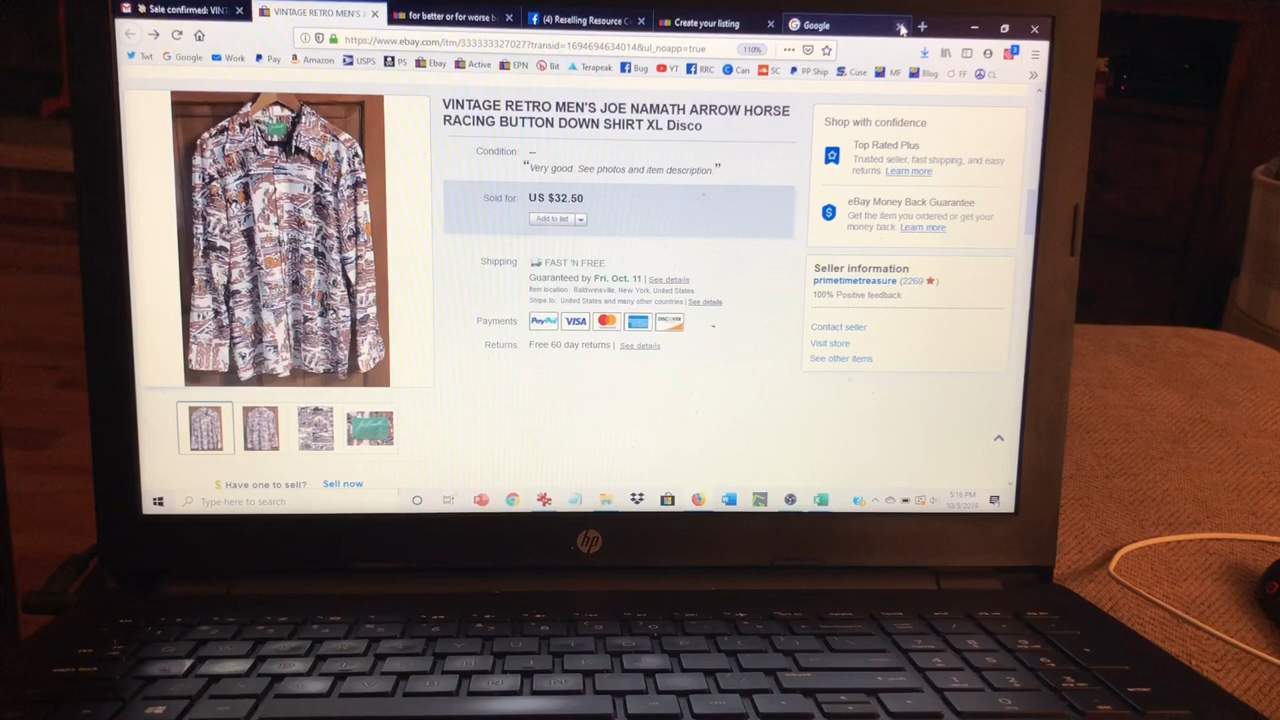 Sale confirmed: VINT
VINTAGE RETRO MEN'S J
for better or for worse b
(4) Reselling Resource C
Create your listing
Google
https://www.ebay.com/itm/333333327027?transid=1694694634014&ul_noapp=true
110%
Twt
Google
Work
Pay
Amazon
USPS
PS
Ebay
Active
EPN
Bd
Terapeak
Bug
YT
RRC
Can
SC
PP Ship
Cuse
MF
Blog
FF
CL
VINTAGE RETRO MEN'S JOE NAMATH ARROW HORSE
RACING BUTTON DOWN SHIRT XL Disco
Condition
--
“Very good. See photos and item description.”
Sold for:
US $32.50
Add to list
Shipping:
FAST 'N FREE
Guaranteed by Fri. Oct. 11 | See details
Item location: Baldwinsville, New York, United States
Ships to: United States and many other countries | See details
Payments:
PayPal
VISA
DISCOVER
Returns:
Free 60 day returns | See details
Shop with confidence
Top Rated Plus
Trusted seller, fast shipping, and easy
returns. Learn more
eBay Money Back Guarantee
Get the item you ordered or get your
money back. Learn more
Seller information
primetimetreasure (2269 )
100% Positive feedback
Contact seller
Visit store
See other items
$ Have one to sell?
Sell now
Type here to search
5:16 PM
10/5/2019
hp